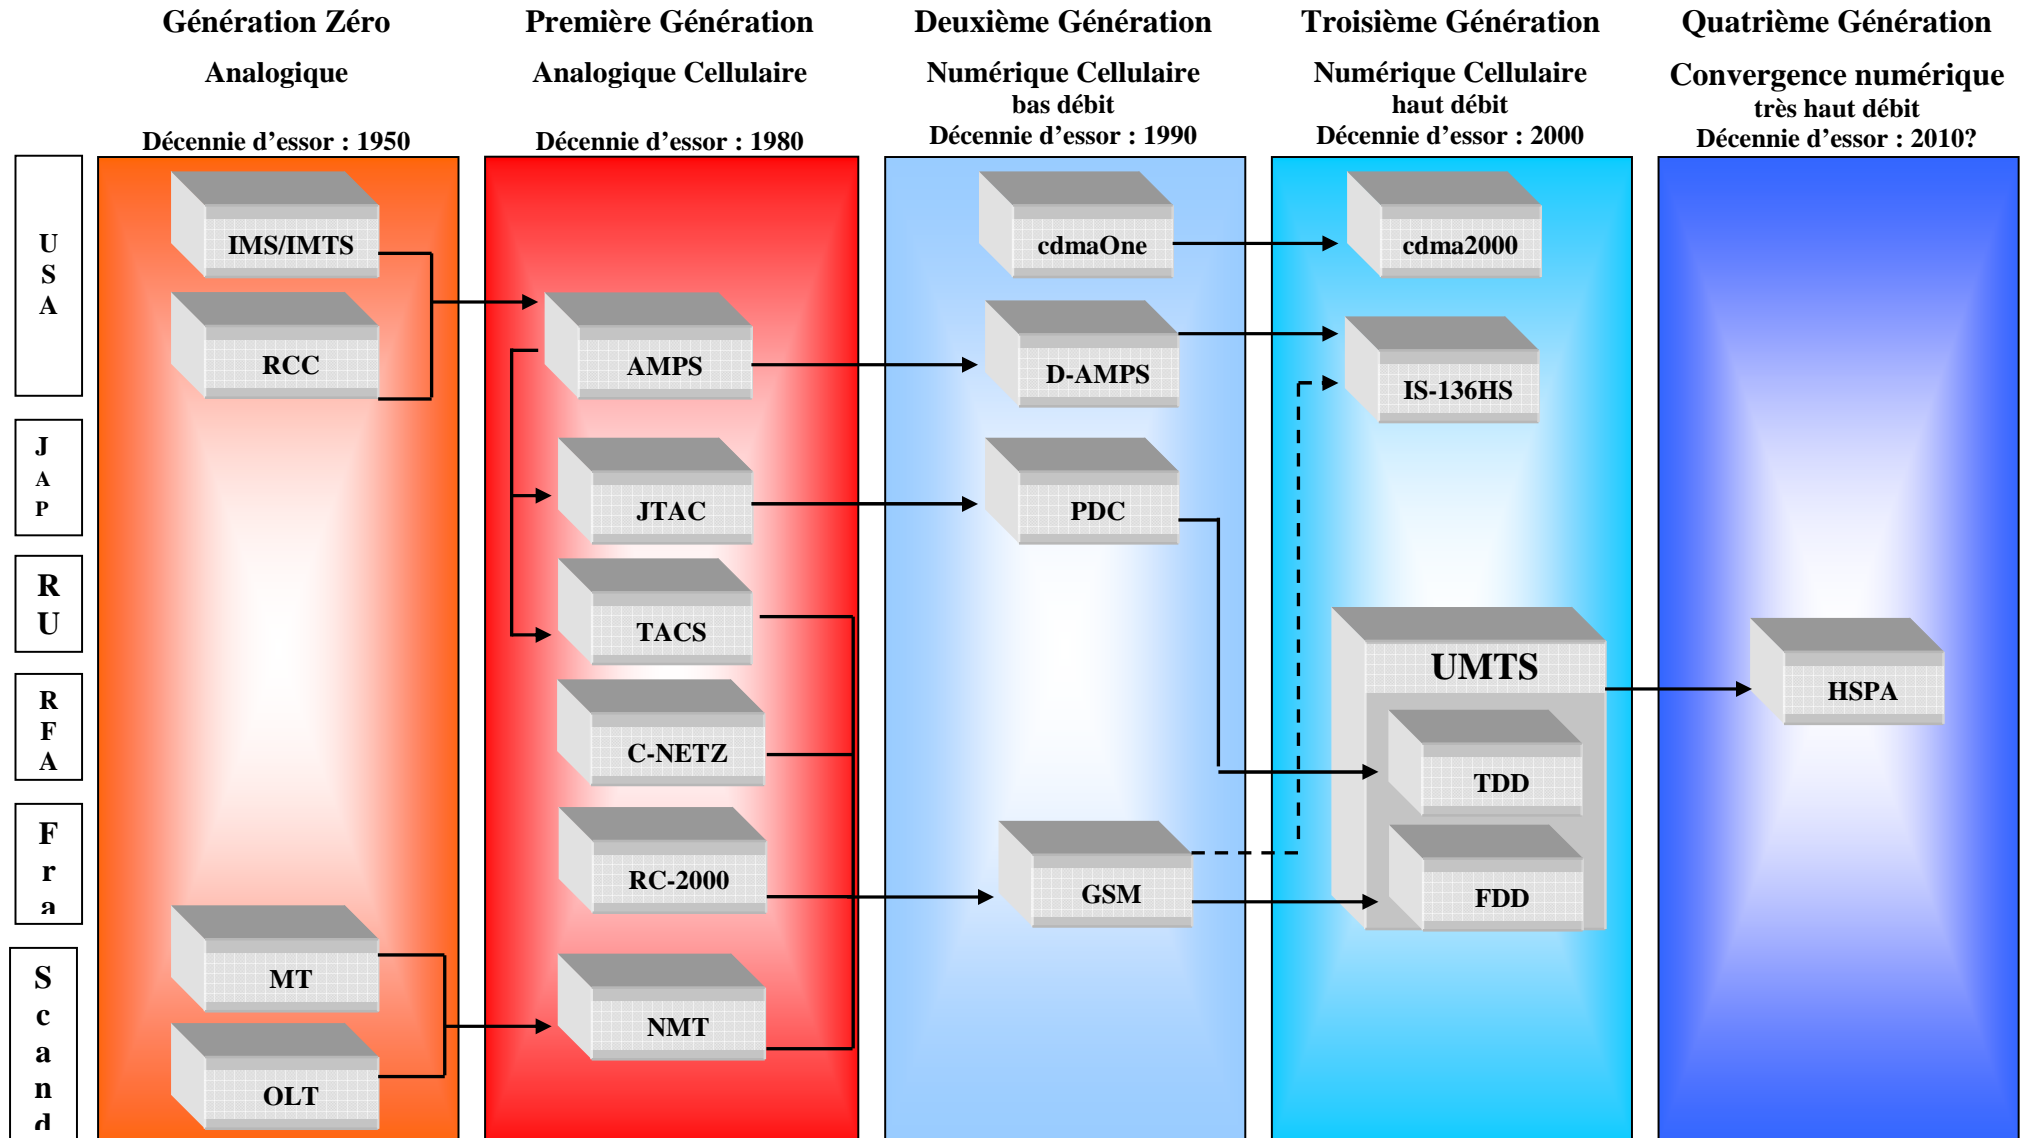 Génération Zéro
Analogique
Décennie d'essor : 1950
Première Génération
Analogique Cellulaire
Décennie d'essor : 1980
Deuxième Génération
Numérique Cellulaire
bas débit
Décennie d'essor : 1990
Troisième Génération
Numérique Cellulaire
haut débit
Décennie d'essor : 2000
Quatrième Génération
Convergence numérique
très haut débit
Décennie d'essor : 2010?
U
S
A
J
A
P
R
U
R
F
A
F
r
a
S
c
a
n
d
IMS/IMTS
RCC
MT
OLT
AMPS
JTAC
TACS
C-NETZ
RC-2000
NMT
cdmaOne
D-AMPS
PDC
GSM
cdma2000
IS-136HS
UMTS
TDD
FDD
HSPA